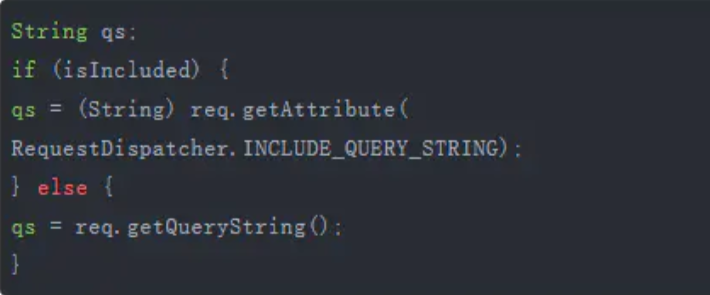 String qs;
if (isIncluded) {
qs = (String) req.getAttribute(
RequestDispatcher.INCLUDE_QUERY_STRING);
} else {
qs = req.getQueryString();
}